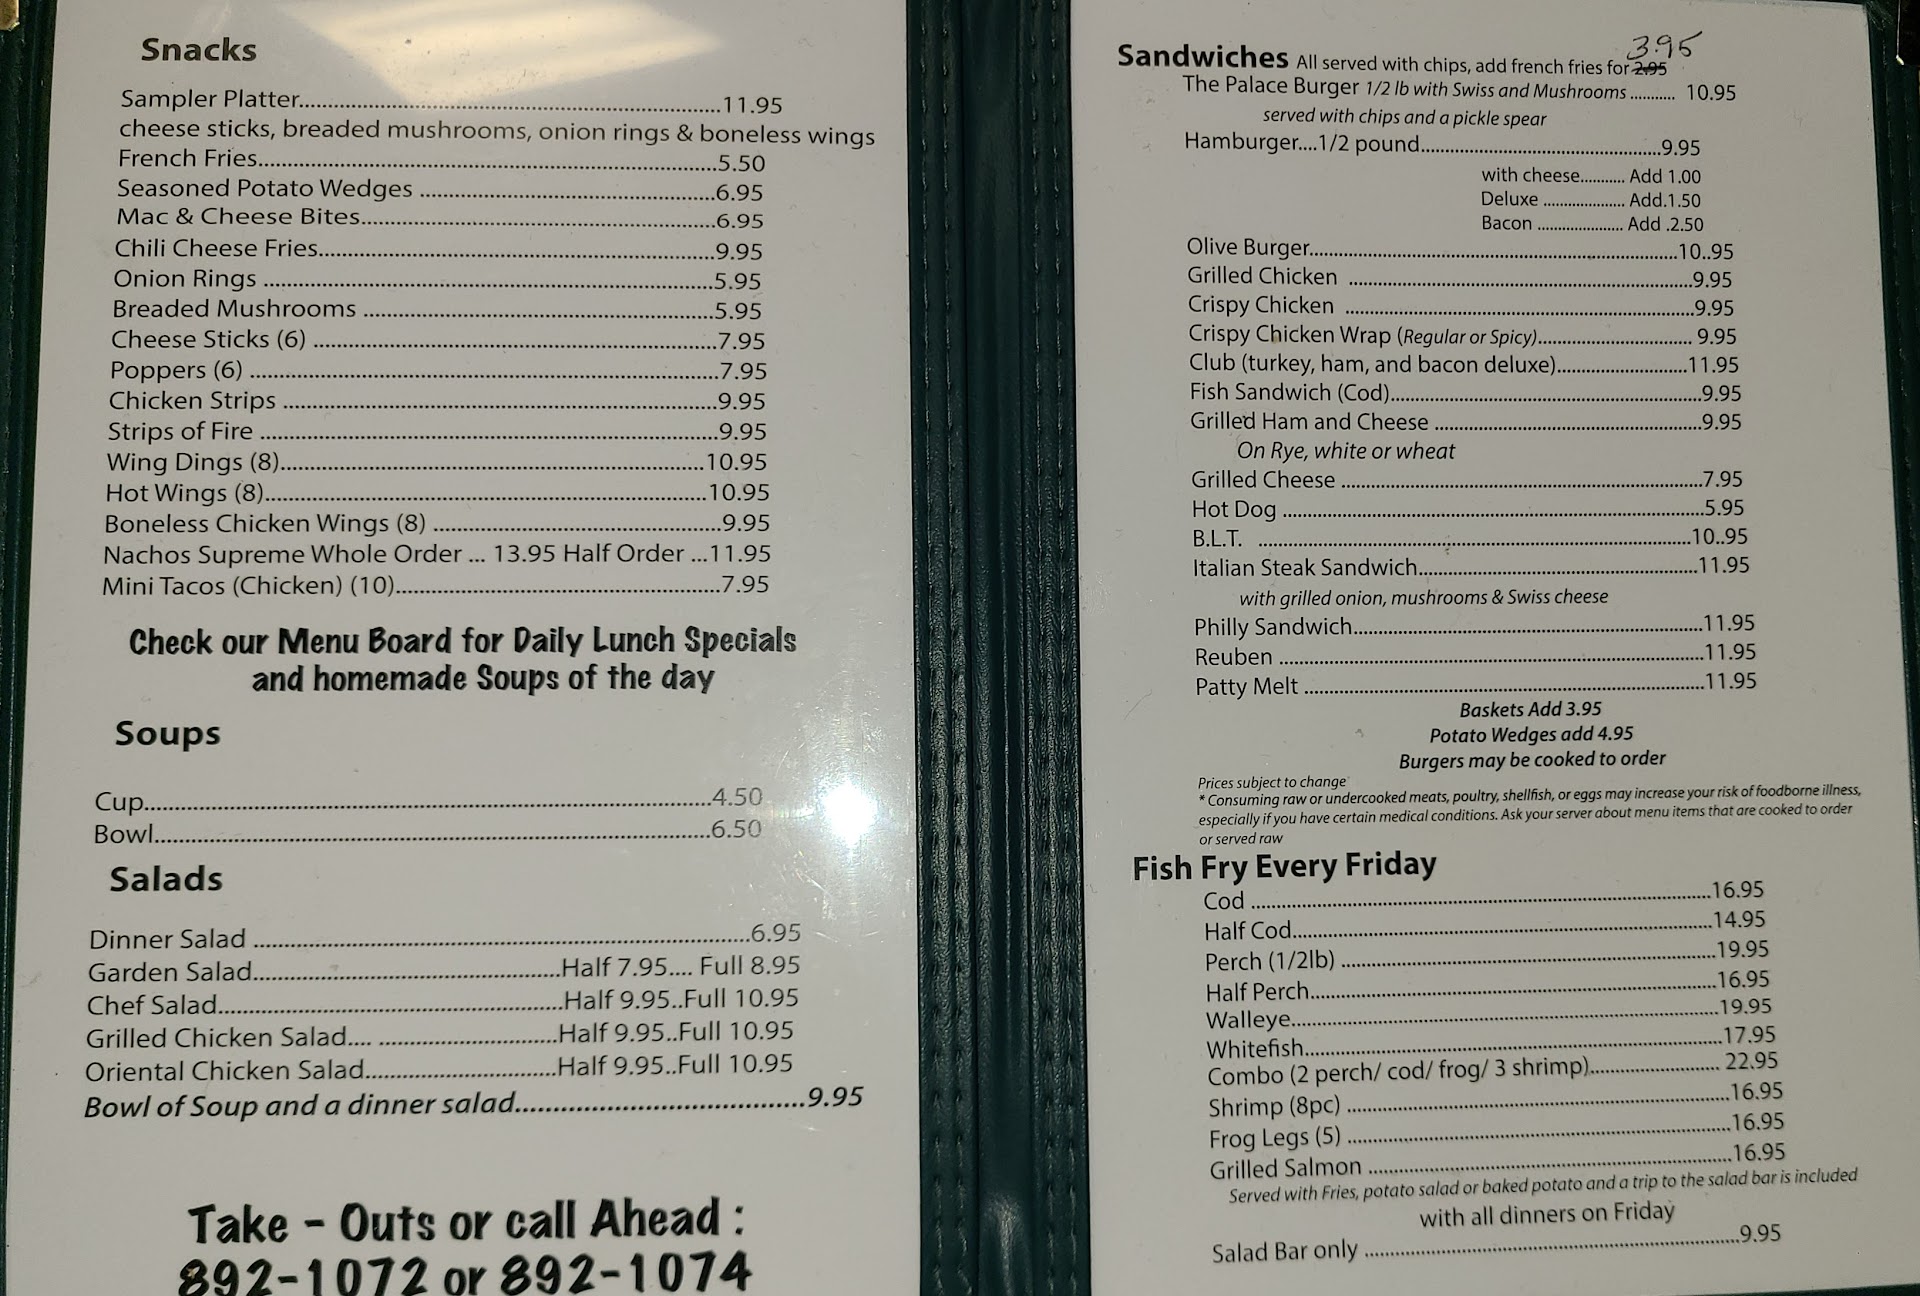 Snacks
Sampler Platter...11.95
cheese sticks, breaded mushrooms, onion rings & boneless wings
French Fries...5.50
Seasoned Potato Wedges ...6.95
Mac & Cheese Bites...6.95
Chili Cheese Fries...9.95
Onion Rings ...5.95
Breaded Mushrooms ...5.95
Cheese Sticks (6) ...7.95
Poppers (6) ...7.95
Chicken Strips ...9.95
Strips of Fire ...9.95
Wing Dings (8)...10.95
Hot Wings (8)...10.95
Boneless Chicken Wings (8) ...9.95
Nachos Supreme Whole Order ... 13.95 Half Order ...11.95
Mini Tacos (Chicken) (10)...7.95
Check our Menu Board for Daily Lunch Specials
and homemade Soups of the day
Soups
Cup...4.50
Bowl...6.50
Salads
Dinner Salad ...6.95
Garden Salad...Half 7.95.... Full 8.95
Chef Salad...Half 9.95..Full 10.95
Grilled Chicken Salad.... ...Half 9.95..Full 10.95
Oriental Chicken Salad...Half 9.95..Full 10.95
Bowl of Soup and a dinner salad...9.95
Take - Outs or call Ahead :
892-1072 or 892-1074
3.95
Sandwiches All served with chips, add french fries for 2.95
The Palace Burger 1/2 lb with Swiss and Mushrooms ... 10.95
served with chips and a pickle spear
Hamburger....1/2 pound...9.95
with cheese... Add 1.00
Deluxe ... Add.1.50
Bacon ... Add .2.50
Olive Burger...10..95
Grilled Chicken ...9.95
Crispy Chicken ...9.95
Crispy Chicken Wrap (Regular or Spicy)... 9.95
Club (turkey, ham, and bacon deluxe)...11.95
Fish Sandwich (Cod)...9.95
Grilled Ham and Cheese ...9.95
On Rye, white or wheat
Grilled Cheese ...7.95
Hot Dog ...5.95
B.L.T. ...10..95
Italian Steak Sandwich...11.95
with grilled onion, mushrooms & Swiss cheese
Philly Sandwich...11.95
Reuben ...11.95
Patty Melt ...11.95
Baskets Add 3.95
Potato Wedges add 4.95
Burgers may be cooked to order
Prices subject to change
* Consuming raw or undercooked meats, poultry, shellfish, or eggs may increase your risk of foodborne illness,
especially if you have certain medical conditions. Ask your server about menu items that are cooked to order
or served raw
Fish Fry Every Friday
Cod ...16.95
Half Cod...14.95
Perch (1/2lb) ...19.95
Half Perch...16.95
Walleye...19.95
Whitefish...17.95
Combo (2 perch/ cod/ frog/ 3 shrimp)... 22.95
Shrimp (8pc) ...16.95
Frog Legs (5) ...16.95
Grilled Salmon ...16.95
Served with Fries, potato salad or baked potato and a trip to the salad bar is included
with all dinners on Friday
Salad Bar only ...9.95